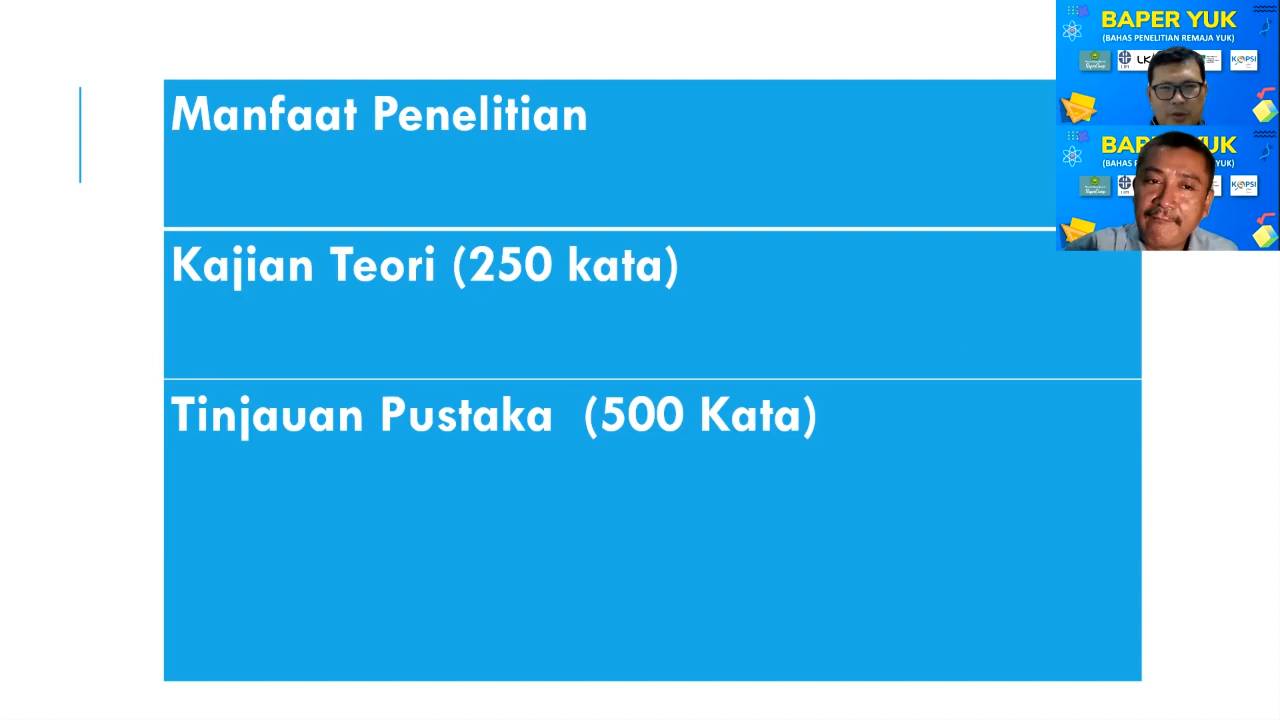 Manfaat Penelitian
Kajian Teori (250 kata)
Tinjauan Pustaka (500 Kata)
BAPER YUK
(BAHAS PENELITIAN REMAJA YUK)
LIPI
KOPSI
YUK)
KOPSI